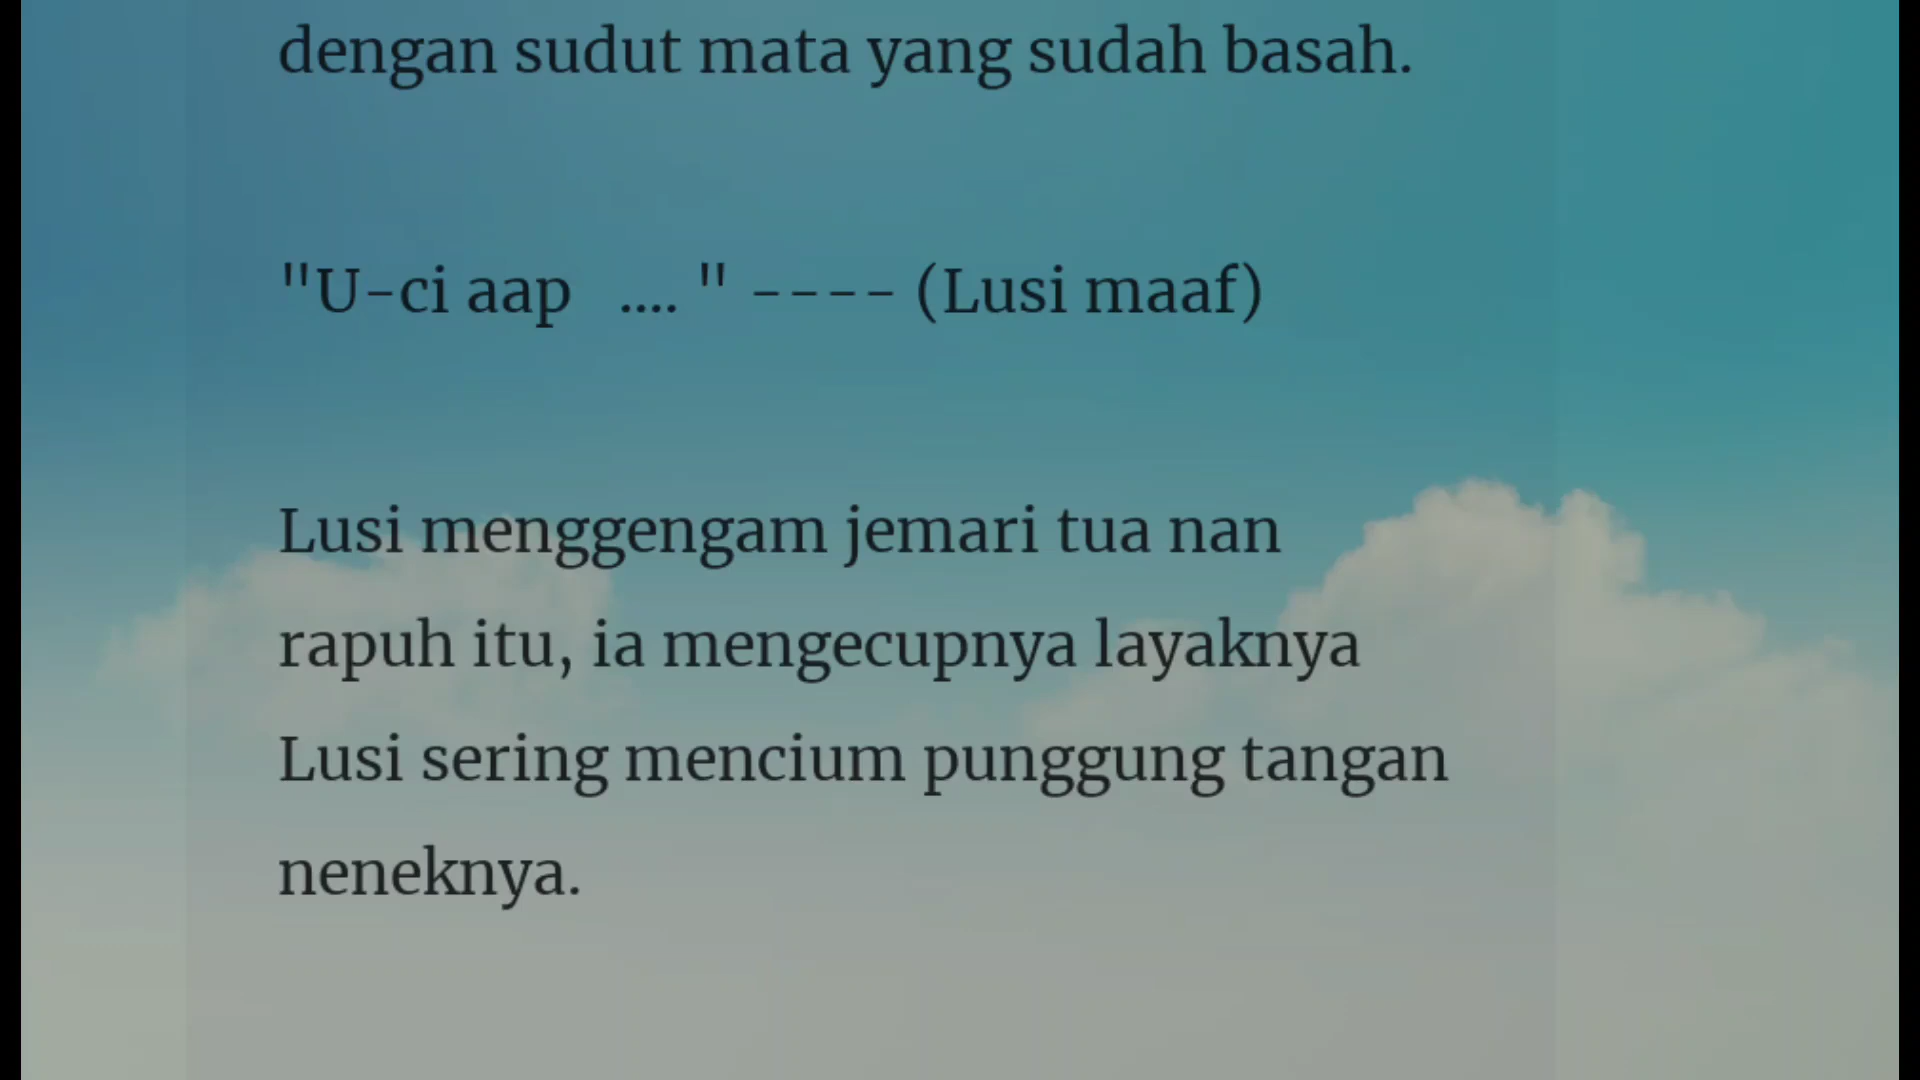 dengan sudut mata yang sudah basah.
"U-ci aap .... " ---- (Lusi maaf)
Lusi menggengam jemari tua nan
rapuh itu, ia mengecupnya layaknya
Lusi sering mencium punggung tangan
neneknya.